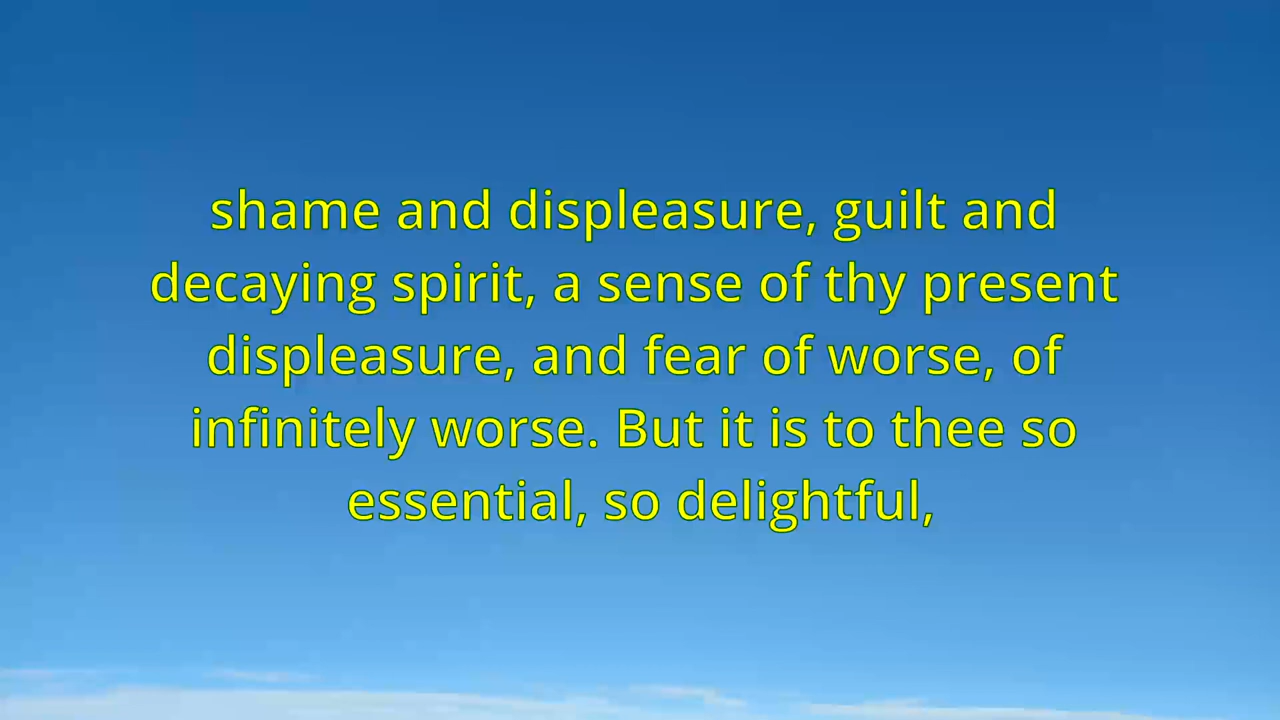 shame and displeasure, guilt and
decaying spirit, a sense of thy present
displeasure, and fear of worse, of
infinitely worse. But it is to thee so
essential, so delightful,